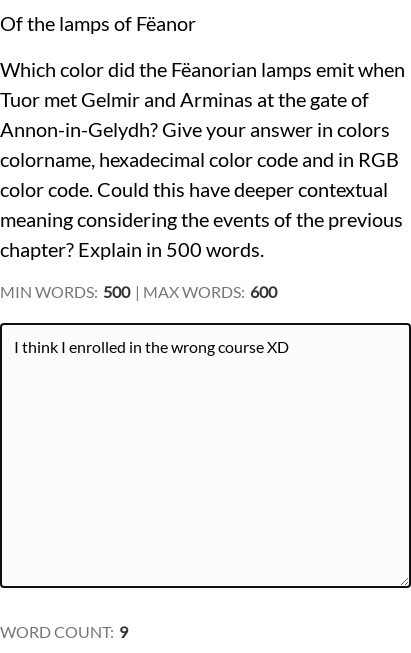 Of the lamps of Fëanor
Which color did the Fëanorian lamps emit when
Tuor met Gelmir and Arminas at the gate of
Annon-in-Gelydh? Give your answer in colors
colorname, hexadecimal color code and in RGB
color code. Could this have deeper contextual
meaning considering the events of the previous
chapter? Explain in 500 words.
MIN WORDS: 500 | MAX WORDS: 600
I think I enrolled in the wrong course XD
WORD COUNT: 9